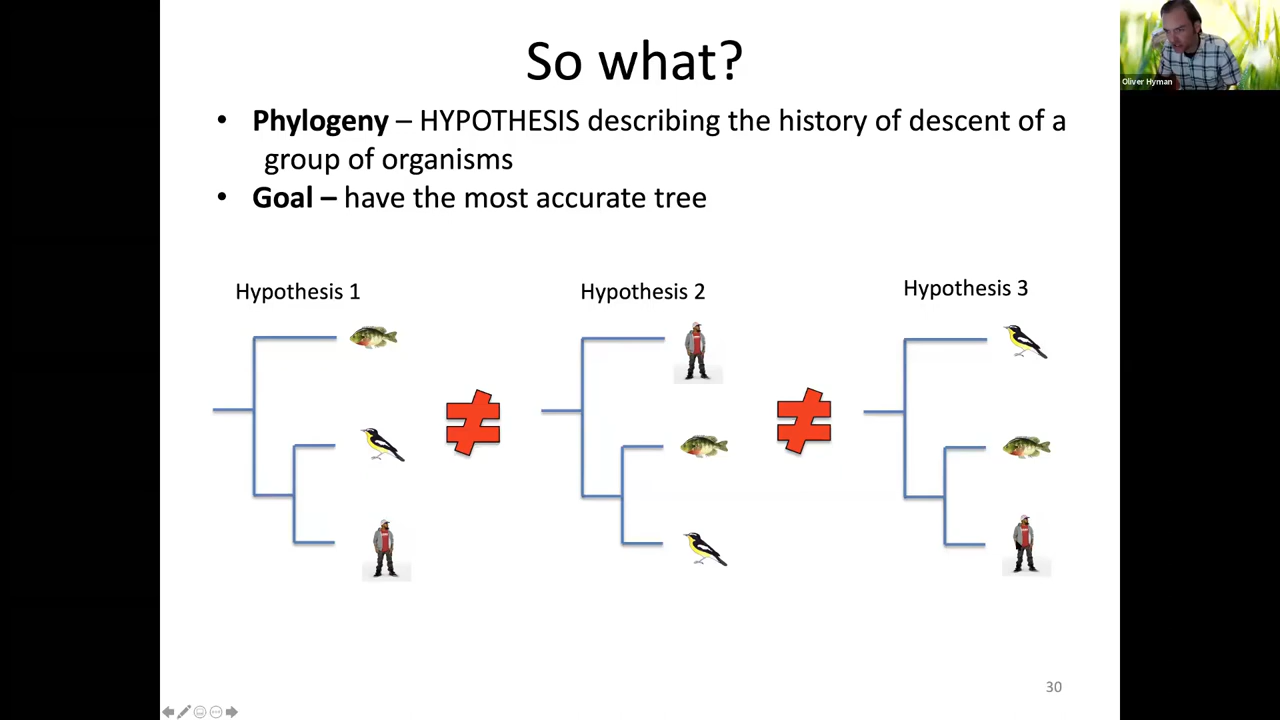 So what?
• Phylogeny – HYPOTHESIS describing the history of descent of a
group of organisms
• Goal – have the most accurate tree
Hypothesis 1
Hypothesis 2
Hypothesis 3
30
Oliver Hyman